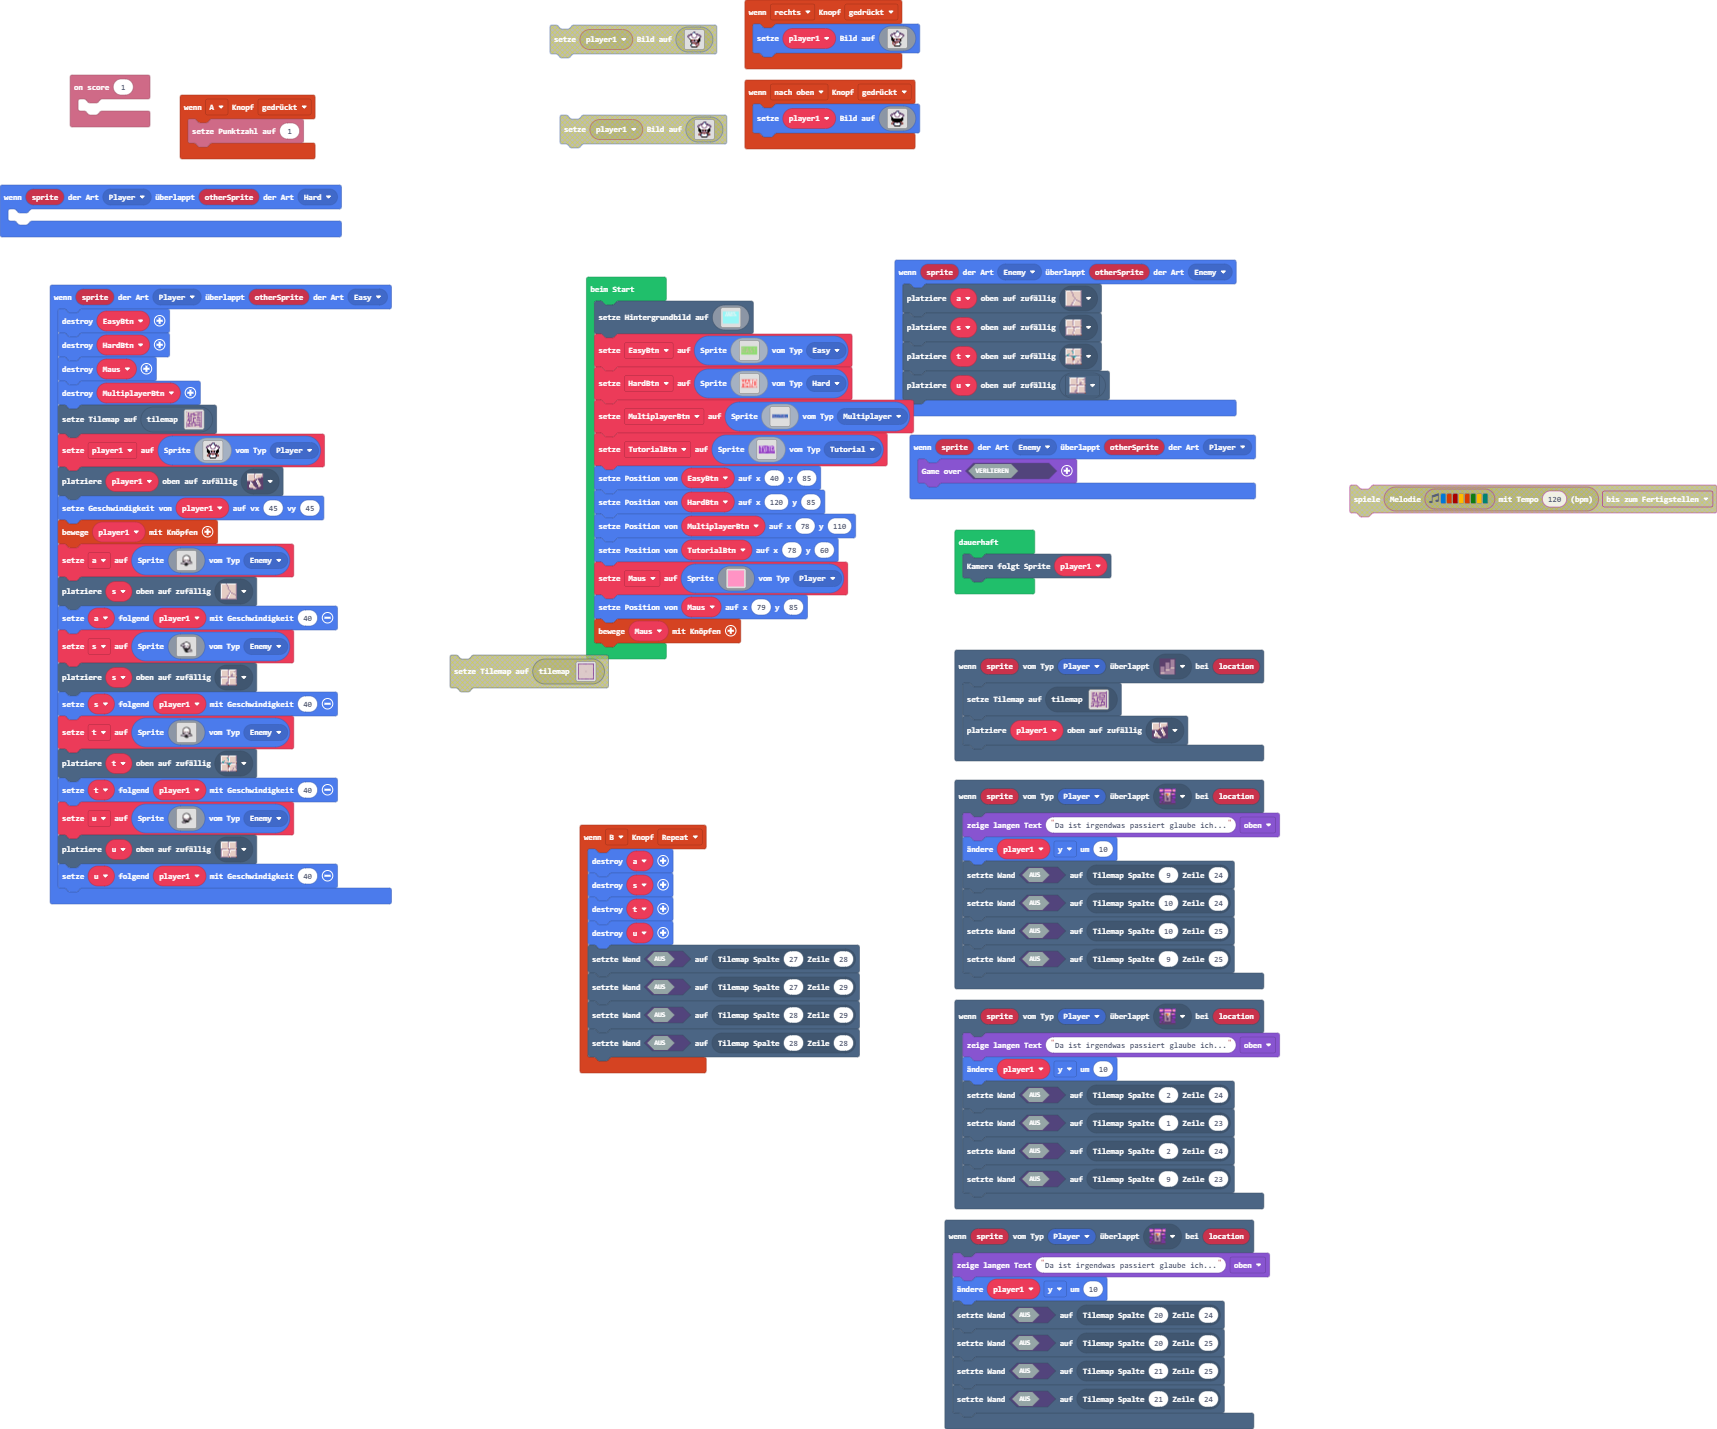 wenn rechts Knopf gedrückt
setze player1 Bild auf
setze player1 Bild auf
on score 1
wenn A Knopf gedrückt
setze Punktzahl auf 1
wenn nach oben Knopf gedrückt
setze player1 Bild auf
setze player1 Bild auf
wenn sprite der Art Player überlappt otherSprite der Art Hard
wenn sprite der Art Player überlappt otherSprite der Art Easy
destroy EasyBtn
destroy HardBtn
destroy Maus
destroy MultiplayerBtn
setze Tilemap auf tilemap
setze player1 auf Sprite vom Typ Player
platziere player1 oben auf zufällig
setze Geschwindigkeit von player1 auf vx 45 vy 45
bewege player1 mit Knöpfen
setze a auf Sprite vom Typ Enemy
platziere s oben auf zufällig
setze a folgend player1 mit Geschwindigkeit 40
setze s auf Sprite vom Typ Enemy
platziere s oben auf zufällig
setze s folgend player1 mit Geschwindigkeit 40
setze t auf Sprite vom Typ Enemy
platziere t oben auf zufällig
setze t folgend player1 mit Geschwindigkeit 40
setze u auf Sprite vom Typ Enemy
platziere u oben auf zufällig
setze u folgend player1 mit Geschwindigkeit 40
beim Start
setze Hintergrundbild auf
setze EasyBtn auf Sprite vom Typ Easy
setze HardBtn auf Sprite vom Typ Hard
setze MultiplayerBtn auf Sprite vom Typ Multiplayer
setze TutorialBtn auf Sprite vom Typ Tutorial
setze Position von EasyBtn auf x 40 y 85
setze Position von HardBtn auf x 120 y 85
setze Position von MultiplayerBtn auf x 78 y 110
setze Position von TutorialBtn auf x 78 y 60
setze Maus auf Sprite vom Typ Player
setze Position von Maus auf x 79 y 85
bewege Maus mit Knöpfen
setze Tilemap auf tilemap
wenn B Knopf Repeat
destroy a
destroy s
destroy t
destroy u
setzte Wand AUS auf Tilemap Spalte 27 Zeile 28
setzte Wand AUS auf Tilemap Spalte 27 Zeile 29
setzte Wand AUS auf Tilemap Spalte 28 Zeile 29
setzte Wand AUS auf Tilemap Spalte 28 Zeile 28
wenn sprite der Art Enemy überlappt otherSprite der Art Enemy
platziere a oben auf zufällig
platziere s oben auf zufällig
platziere t oben auf zufällig
platziere u oben auf zufällig
wenn sprite der Art Enemy überlappt otherSprite der Art Player
Game over VERLIEREN
spiele Melodie mit Tempo 120 (bpm) bis zum Fertigstellen
dauerhaft
Kamera folgt Sprite player1
wenn sprite vom Typ Player überlappt bei location
setze Tilemap auf tilemap
platziere player1 oben auf zufällig
wenn sprite vom Typ Player überlappt bei location
zeige langen Text "Da ist irgendwas passiert glaube ich..." oben
ändere player1 y um 10
setzte Wand AUS auf Tilemap Spalte 9 Zeile 24
setzte Wand AUS auf Tilemap Spalte 10 Zeile 24
setzte Wand AUS auf Tilemap Spalte 10 Zeile 25
setzte Wand AUS auf Tilemap Spalte 9 Zeile 25
wenn sprite vom Typ Player überlappt bei location
zeige langen Text "Da ist irgendwas passiert glaube ich..." oben
ändere player1 y um 10
setzte Wand AUS auf Tilemap Spalte 2 Zeile 24
setzte Wand AUS auf Tilemap Spalte 1 Zeile 23
setzte Wand AUS auf Tilemap Spalte 2 Zeile 24
setzte Wand AUS auf Tilemap Spalte 9 Zeile 23
wenn sprite vom Typ Player überlappt bei location
zeige langen Text "Da ist irgendwas passiert glaube ich..." oben
ändere player1 y um 10
setzte Wand AUS auf Tilemap Spalte 20 Zeile 24
setzte Wand AUS auf Tilemap Spalte 20 Zeile 25
setzte Wand AUS auf Tilemap Spalte 21 Zeile 25
setzte Wand AUS auf Tilemap Spalte 21 Zeile 24